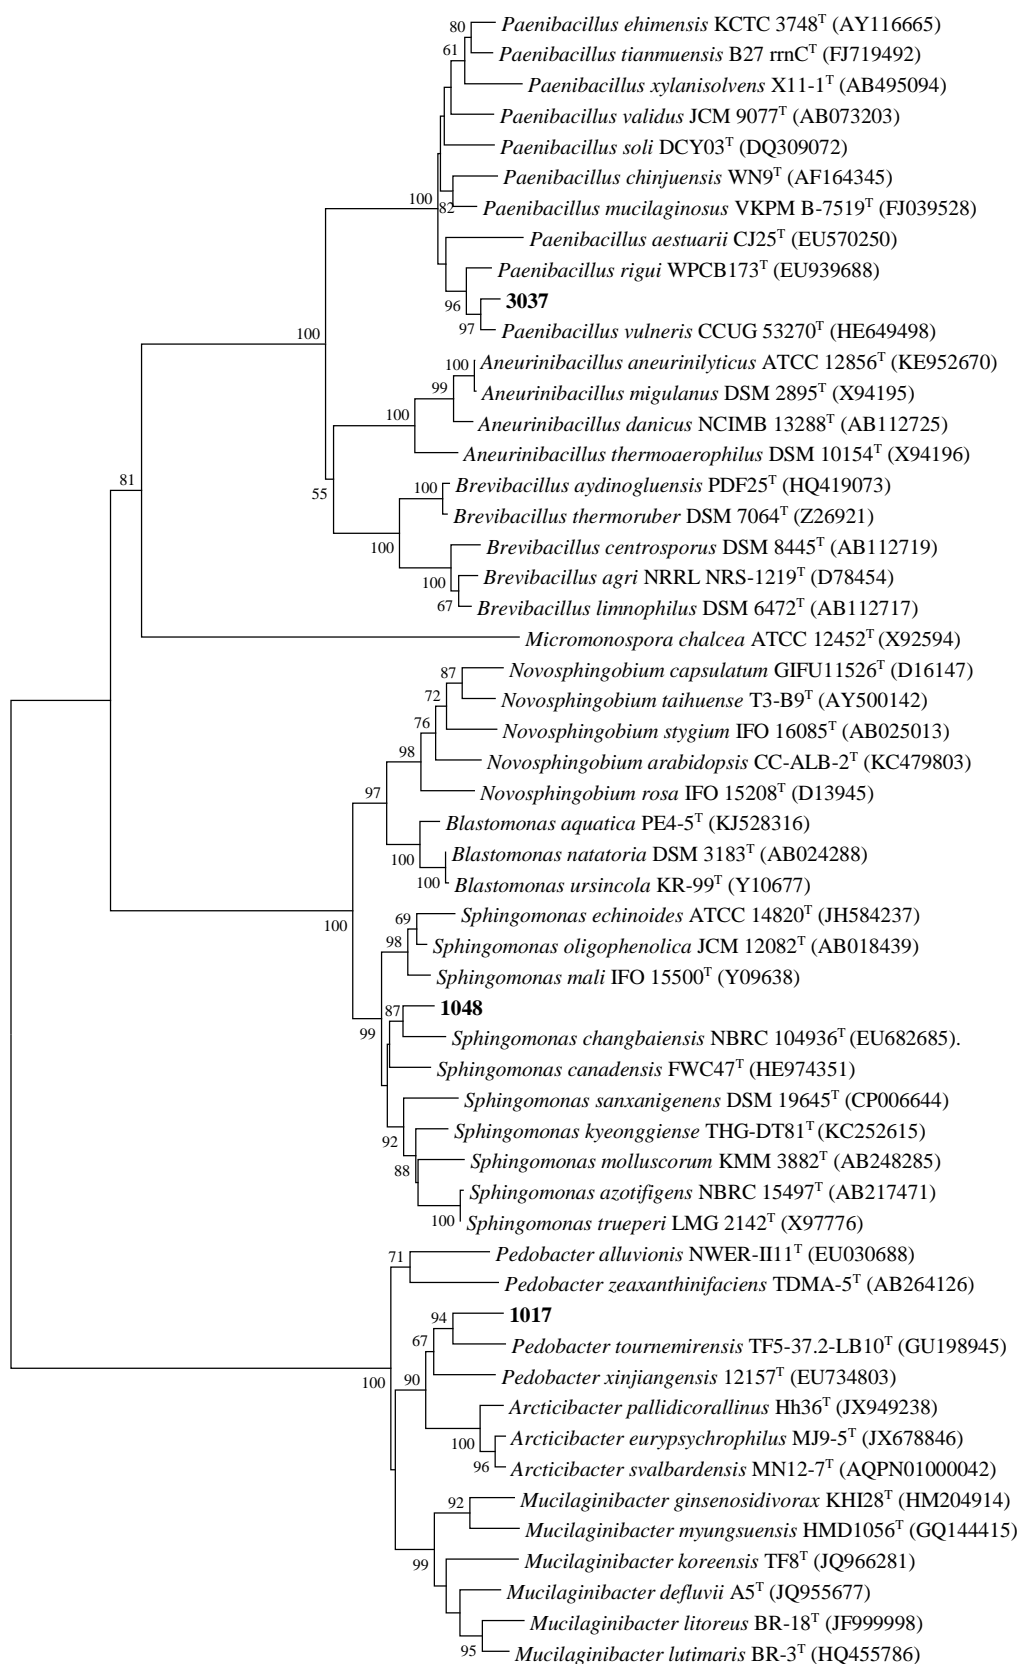 80 Paenibacillus ehimensis KCTC 3748T (AY116665)
61 Paenibacillus tianmuensis B27 rrnCT (FJ719492)
Paenibacillus xylanisolvens X11-1T (AB495094)
Paenibacillus validus JCM 9077T (AB073203)
Paenibacillus soli DCY03T (DQ309072)
Paenibacillus chinjuensis WN9T (AF164345)
100 82 Paenibacillus mucilaginosus VKPM B-7519T (FJ039528)
Paenibacillus aestuarii CJ25T (EU570250)
Paenibacillus rigui WPCB173T (EU939688)
96 3037
100 97 Paenibacillus vulneris CCUG 53270T (HE649498)
100 Aneurinibacillus aneurinilyticus ATCC 12856T (KE952670)
99 Aneurinibacillus migulanus DSM 2895T (X94195)
100 Aneurinibacillus danicus NCIMB 13288T (AB112725)
Aneurinibacillus thermoaerophilus DSM 10154T (X94196)
81 55 100 Brevibacillus aydinogluensis PDF25T (HQ419073)
Brevibacillus thermoruber DSM 7064T (Z26921)
100 Brevibacillus centrosporus DSM 8445T (AB112719)
100 Brevibacillus agri NRRL NRS-1219T (D78454)
67 Brevibacillus limnophilus DSM 6472T (AB112717)
Micromonospora chalcea ATCC 12452T (X92594)
87 Novosphingobium capsulatum GIFU11526T (D16147)
72 Novosphingobium taihuense T3-B9T (AY500142)
76 Novosphingobium stygium IFO 16085T (AB025013)
98 Novosphingobium arabidopsis CC-ALB-2T (KC479803)
97 Novosphingobium rosa IFO 15208T (D13945)
Blastomonas aquatica PE4-5T (KJ528316)
100 Blastomonas natatoria DSM 3183T (AB024288)
100 Blastomonas ursincola KR-99T (Y10677)
100 69 Sphingomonas echinoides ATCC 14820T (JH584237)
98 Sphingomonas oligophenolica JCM 12082T (AB018439)
Sphingomonas mali IFO 15500T (Y09638)
87 1048
99 Sphingomonas changbaiensis NBRC 104936T (EU682685).
Sphingomonas canadensis FWC47T (HE974351)
Sphingomonas sanxanigenens DSM 19645T (CP006644)
92 Sphingomonas kyeonggiense THG-DT81T (KC252615)
88 Sphingomonas molluscorum KMM 3882T (AB248285)
Sphingomonas azotifigens NBRC 15497T (AB217471)
100 Sphingomonas trueperi LMG 2142T (X97776)
71 Pedobacter alluvionis NWER-II11T (EU030688)
Pedobacter zeaxanthinifaciens TDMA-5T (AB264126)
94 1017
67 Pedobacter tournemirensis TF5-37.2-LB10T (GU198945)
100 90 Pedobacter xinjiangensis 12157T (EU734803)
Arcticibacter pallidicorallinus Hh36T (JX949238)
100 Arcticibacter eurypsychrophilus MJ9-5T (JX678846)
96 Arcticibacter svalbardensis MN12-7T (AQPN01000042)
92 Mucilaginibacter ginsenosidivorax KHI28T (HM204914)
Mucilaginibacter myungsuensis HMD1056T (GQ144415)
99 Mucilaginibacter koreensis TF8T (JQ966281)
Mucilaginibacter defluvii A5T (JQ955677)
Mucilaginibacter litoreus BR-18T (JF999998)
95 Mucilaginibacter lutimaris BR-3T (HQ455786)